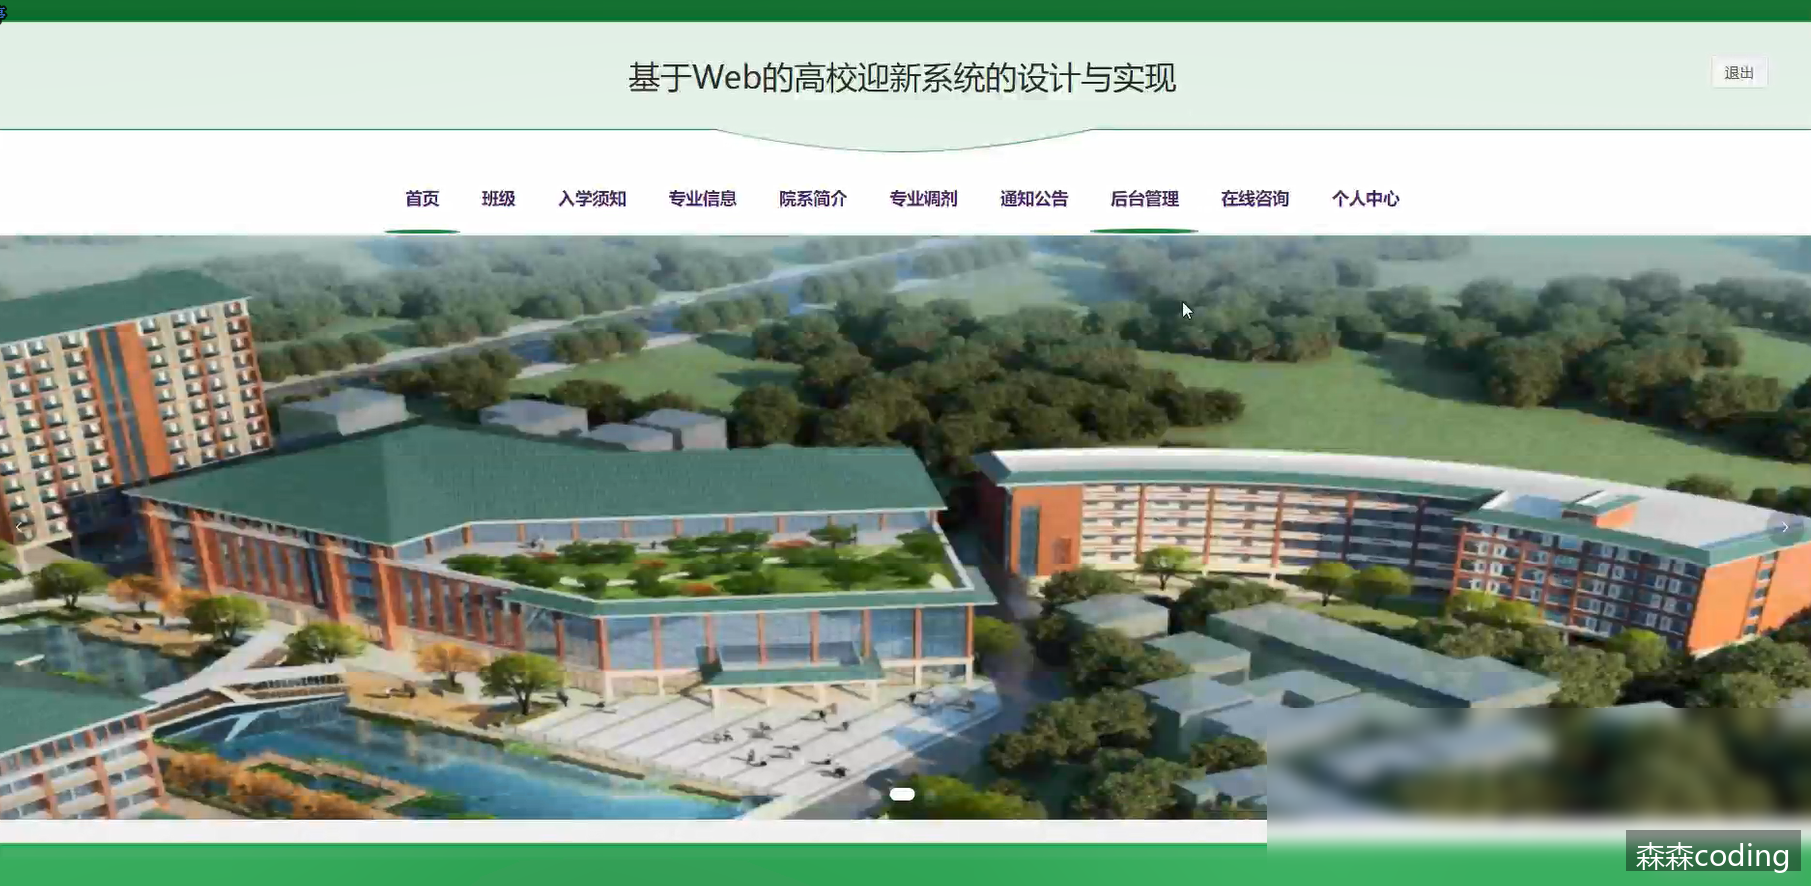 基于Web的高校迎新系统的设计与实现
退出
首页 班级 入学须知 专业信息 院系简介 专业调剂 通知公告 后台管理 在线咨询 个人中心
森森coding